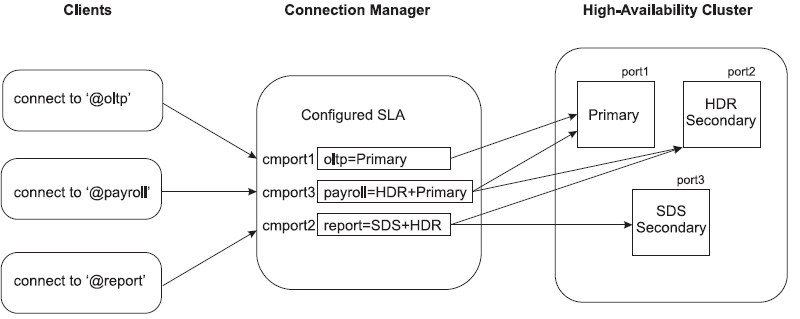 Clients
Connection Manager
High-Availability Cluster
connect to ‘@oltp’
connect to ‘@payroll’
connect to ‘@report’
Configured SLA
cmport1 oltp=Primary
cmport3 payroll=HDR+Primary
cmport2 report=SDS+HDR
port1
Primary
port2
HDR
Secondary
port3
SDS
Secondary